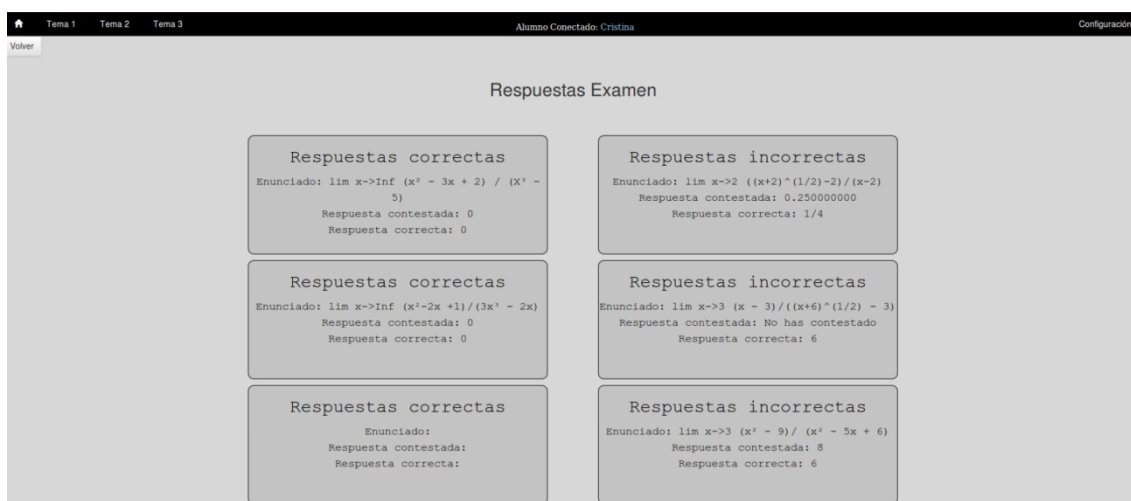 Tema 1 Tema 2 Tema 3 Alumno Conectado: Cristina Configuración
Volver
Respuestas Examen
Respuestas correctas
Enunciado: lim x->Inf (x² - 3x + 2) / (X³ -
5)
Respuesta contestada: 0
Respuesta correcta: 0
Respuestas incorrectas
Enunciado: lim x->2 ((x+2)^(1/2)-2)/(x-2)
Respuesta contestada: 0.250000000
Respuesta correcta: 1/4
Respuestas correctas
Enunciado: lim x->Inf (x²-2x +1)/(3x³ - 2x)
Respuesta contestada: 0
Respuesta correcta: 0
Respuestas incorrectas
Enunciado: lim x->3 (x - 3)/((x+6)^(1/2) - 3)
Respuesta contestada: No has contestado
Respuesta correcta: 6
Respuestas correctas
Enunciado:
Respuesta contestada:
Respuesta correcta:
Respuestas incorrectas
Enunciado: lim x->3 (x² - 9)/ (x² - 5x + 6)
Respuesta contestada: 8
Respuesta correcta: 6